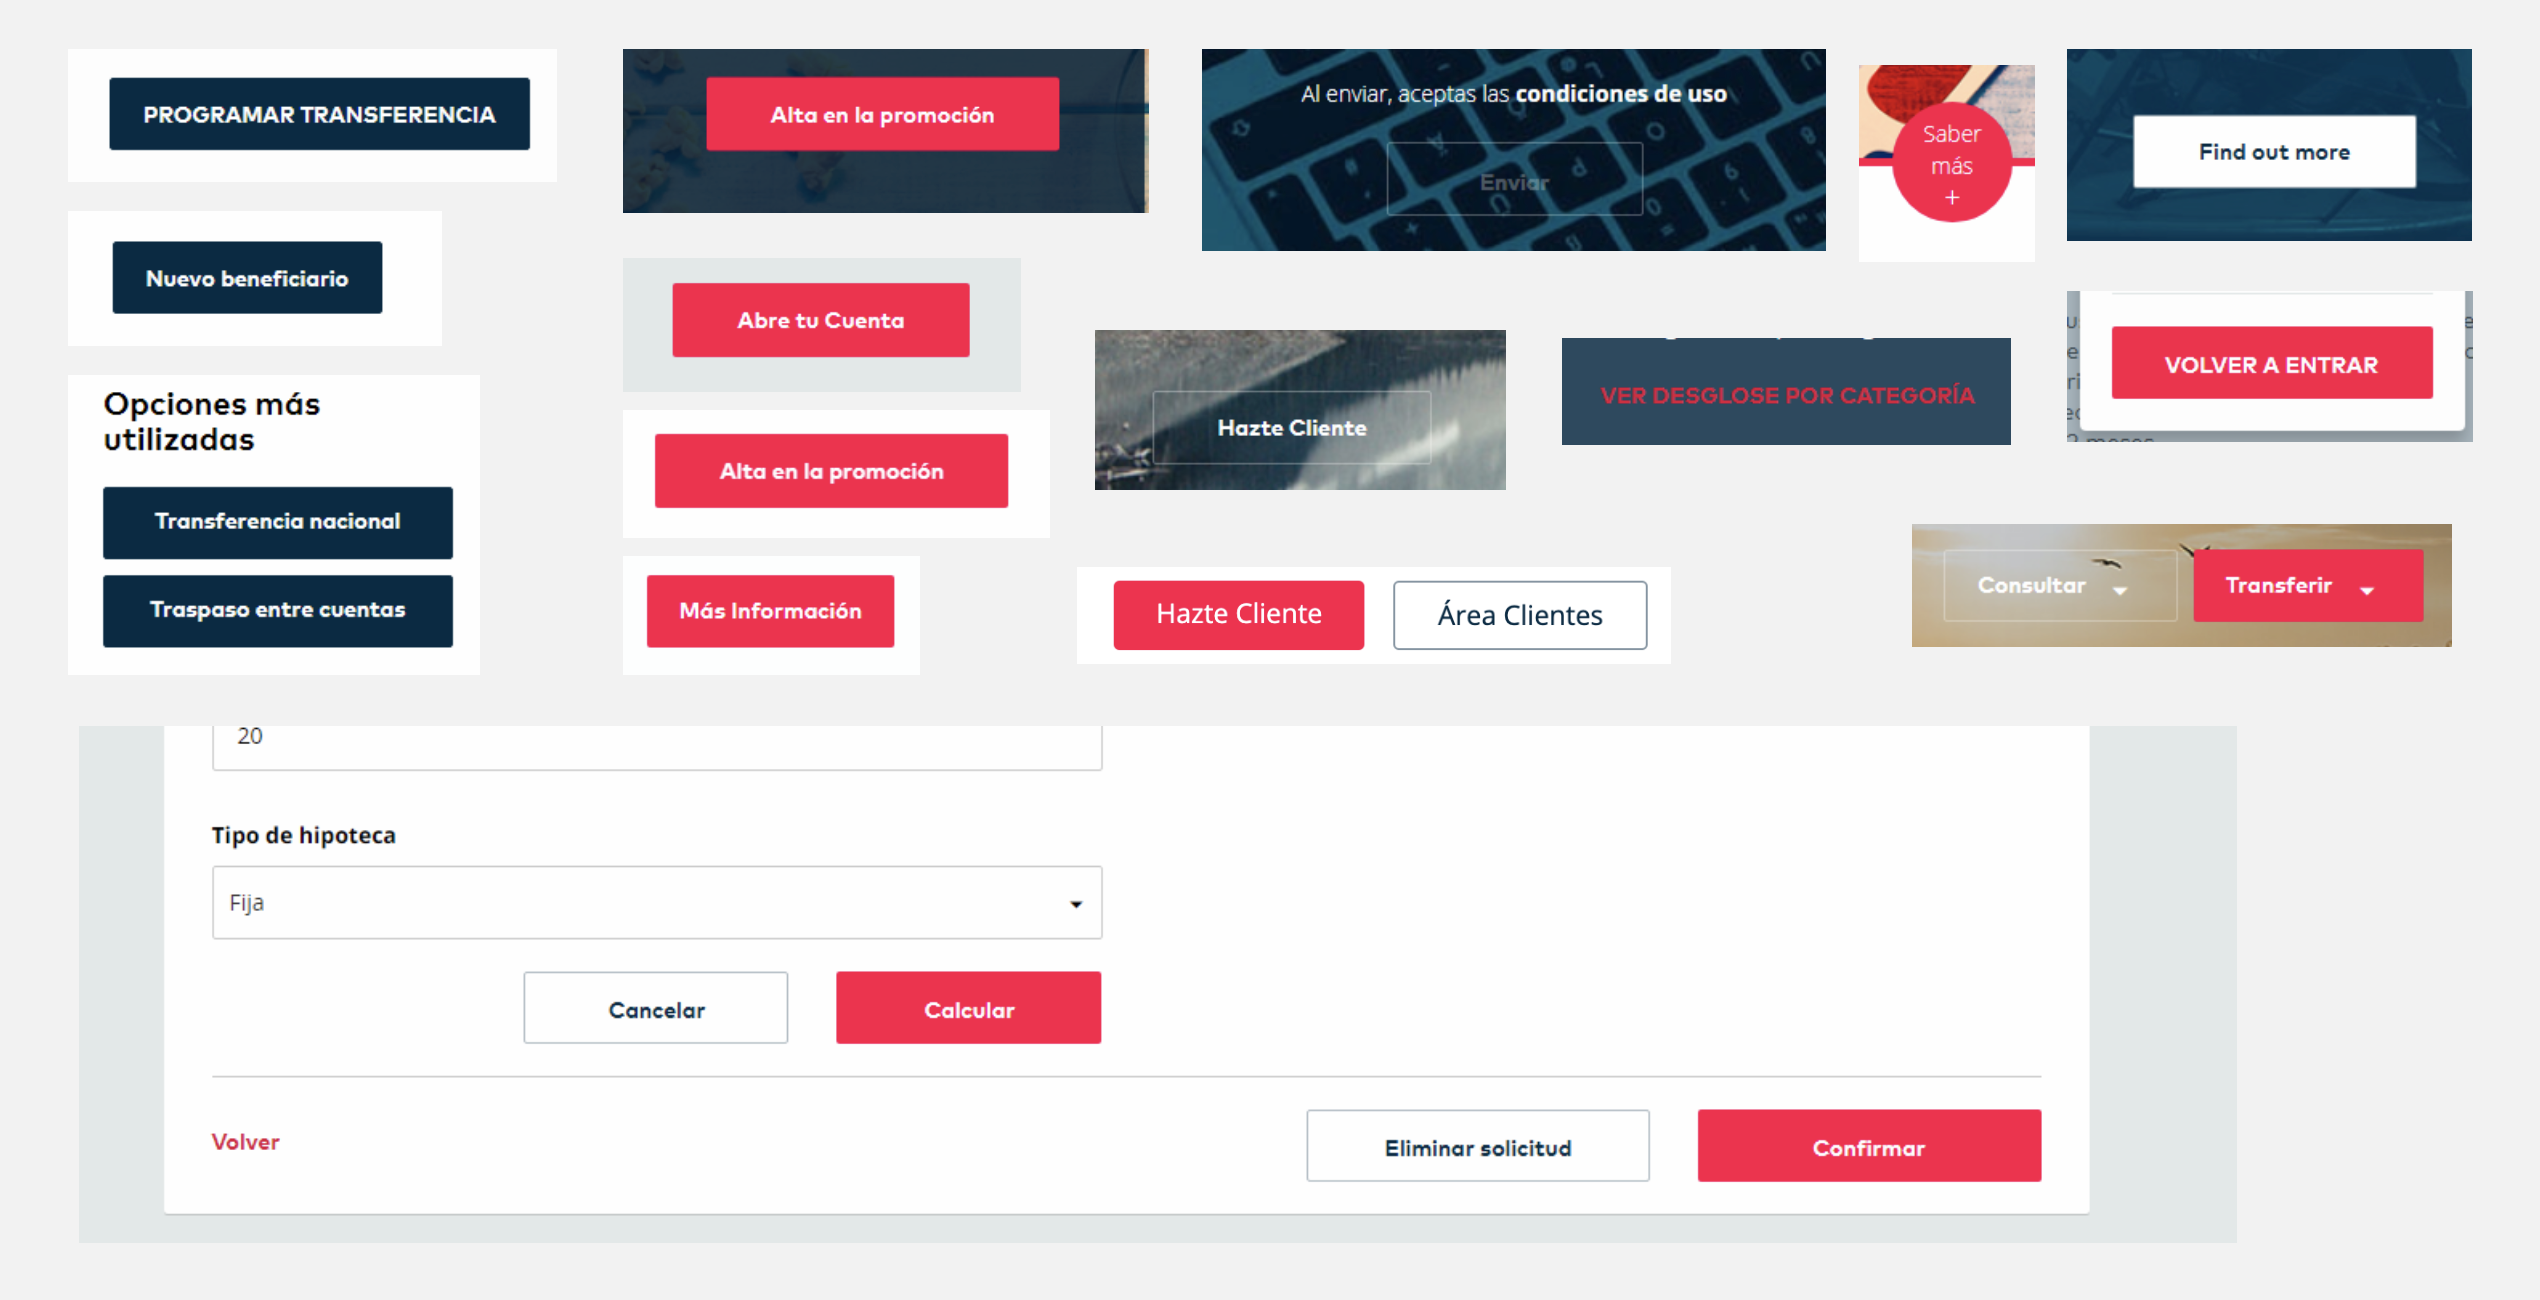 PROGRAMAR TRANSFERENCIA
Nuevo beneficiario
Opciones más
utilizadas
Transferencia nacional
Traspaso entre cuentas
Alta en la promoción
Abre tu Cuenta
Alta en la promoción
Más Información
Al enviar, aceptas las condiciones de uso
Enviar
Saber
más
+
Find out more
Hazte Cliente
VER DESGLOSE POR CATEGORÍA
VOLVER A ENTRAR
Hazte Cliente
Área Clientes
Consultar
Transferir
20
Tipo de hipoteca
Fija
Cancelar
Calcular
Volver
Eliminar solicitud
Confirmar